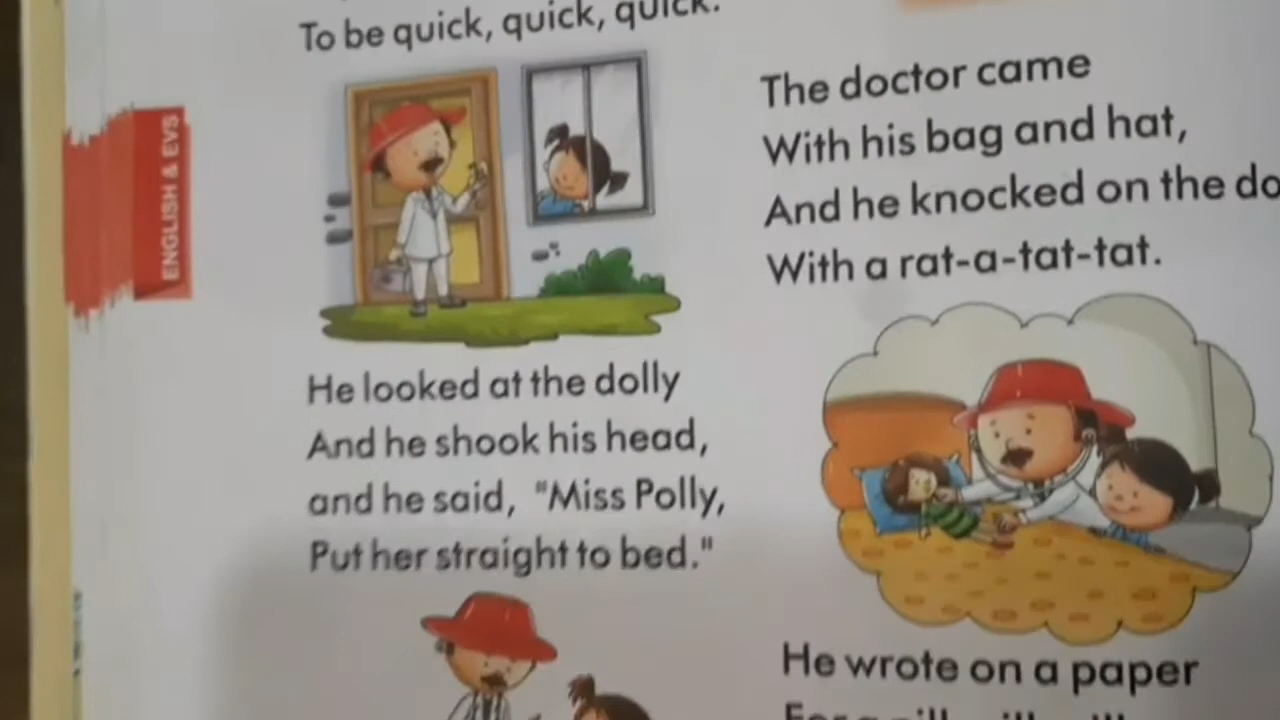 To be quick, quick, quick.
The doctor came
With his bag and hat,
And he knocked on the
With a rat-a-tat-tat.
He looked at the dolly
And he shook his head,
and he said, "Miss Polly,
Put her straight to bed."
He wrote on a paper
ENGLISH & EVS